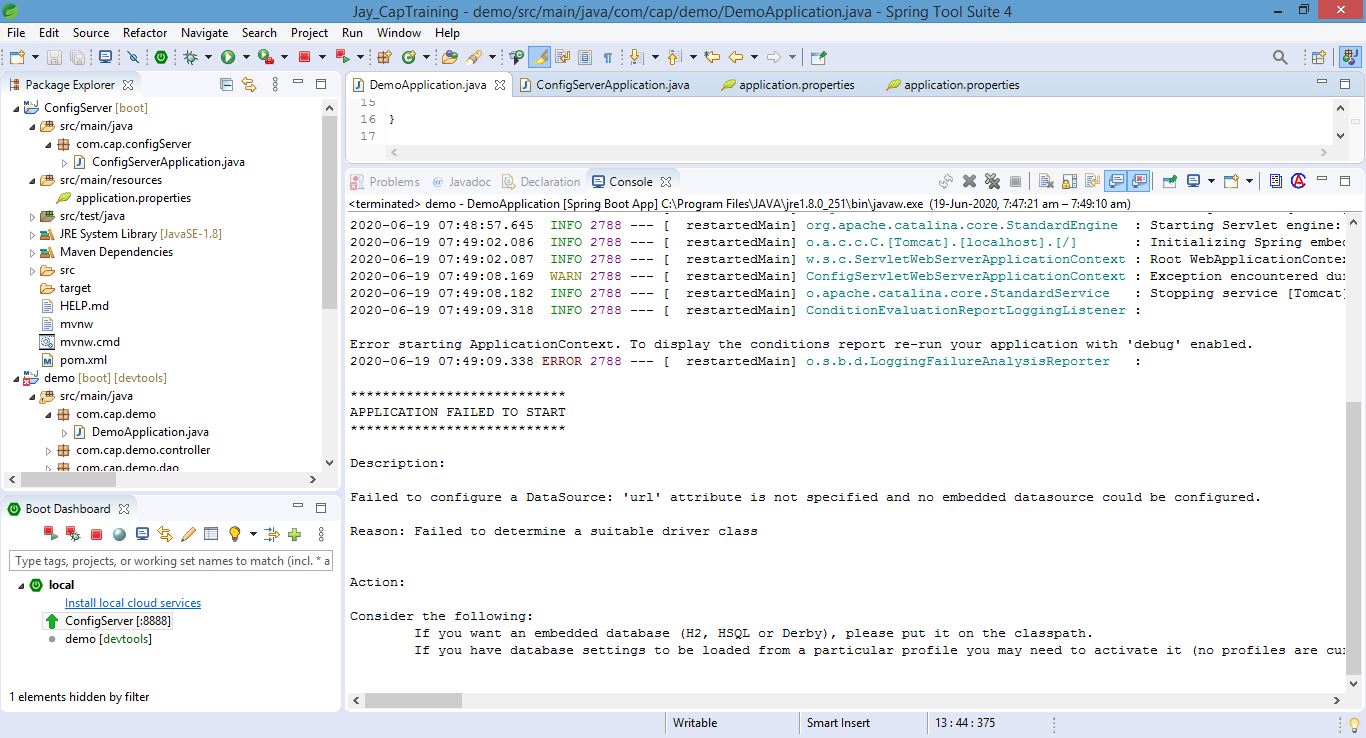 Jay_CapTraining - demo/src/main/java/com/cap/demo/DemoApplication.java - Spring Tool Suite 4
File Edit Source Refactor Navigate Search Project Run Window Help
Package Explorer
ConfigServer [boot]
src/main/java
com.cap.configServer
ConfigServerApplication.java
src/main/resources
application.properties
src/test/java
JRE System Library [JavaSE-1.8]
Maven Dependencies
src
target
HELP.md
mvnw
mvnw.cmd
pom.xml
demo [boot] [devtools]
src/main/java
com.cap.demo
DemoApplication.java
com.cap.demo.controller
com.cap.demo.dao
Boot Dashboard
Type tags, projects, or working set names to match (incl. * a
local
Install local cloud services
ConfigServer [:8888]
demo [devtools]
1 elements hidden by filter
DemoApplication.java ConfigServerApplication.java application.properties application.properties
15
16 }
17
Problems @ Javadoc Declaration Console
<terminated> demo - DemoApplication [Spring Boot App] C:\Program Files\JAVA\jre1.8.0_251\bin\javaw.exe (19-Jun-2020, 7:47:21 am – 7:49:10 am)
2020-06-19 07:48:57.645 INFO 2788 --- [ restartedMain] org.apache.catalina.core.StandardEngine : Starting Servlet engine:
2020-06-19 07:49:02.086 INFO 2788 --- [ restartedMain] o.a.c.c.C.[Tomcat].[localhost].[/] : Initializing Spring embe
2020-06-19 07:49:02.087 INFO 2788 --- [ restartedMain] w.s.c.ServletWebServerApplicationContext : Root WebApplicationConte
2020-06-19 07:49:08.169 WARN 2788 --- [ restartedMain] ConfigServletWebServerApplicationContext : Exception encountered du
2020-06-19 07:49:08.182 INFO 2788 --- [ restartedMain] o.apache.catalina.core.StandardService : Stopping service [Tomcat]
2020-06-19 07:49:09.318 INFO 2788 --- [ restartedMain] ConditionEvaluationReportLoggingListener :
Error starting ApplicationContext. To display the conditions report re-run your application with 'debug' enabled.
2020-06-19 07:49:09.338 ERROR 2788 --- [ restartedMain] o.s.b.d.LoggingFailureAnalysisReporter :
***************************
APPLICATION FAILED TO START
***************************
Description:
Failed to configure a DataSource: 'url' attribute is not specified and no embedded datasource could be configured.
Reason: Failed to determine a suitable driver class
Action:
Consider the following:
If you want an embedded database (H2, HSQL or Derby), please put it on the classpath.
If you have database settings to be loaded from a particular profile you may need to activate it (no profiles are cu
Writable Smart Insert 13 : 44 : 375